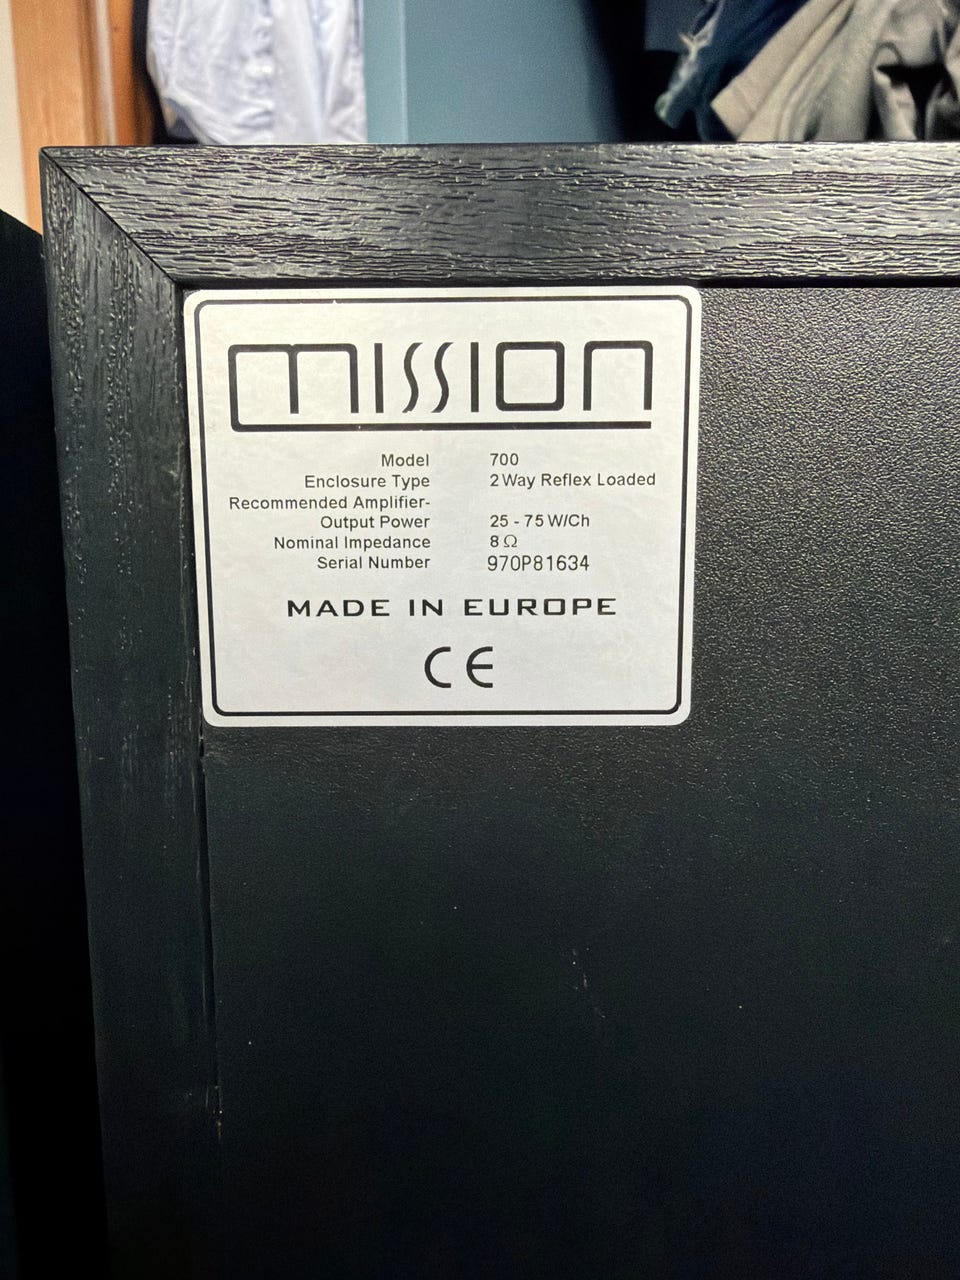 mission
Model 700
Enclosure Type 2 Way Reflex Loaded
Recommended Amplifier-
Output Power 25 - 75 W/Ch
Nominal Impedance 8 Ω
Serial Number 970P81634
MADE IN EUROPE
CE